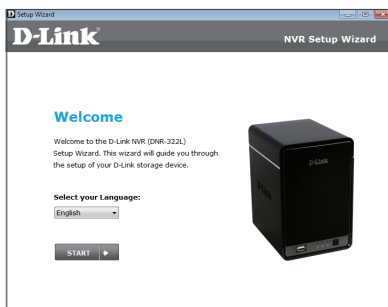 Setup Wizard
D-Link
NVR Setup Wizard
Welcome
Welcome to the D-Link NVR (DNR-322L)
Setup Wizard. This wizard will guide you through
the setup of your D-Link storage device.
Select your Language:
English
START
D-Link
D-Link